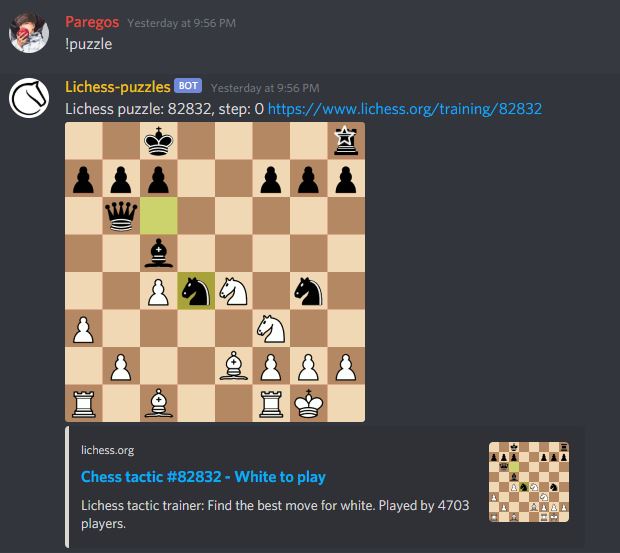 Paregos Yesterday at 9:56 PM
!puzzle
Lichess-puzzles BOT Yesterday at 9:56 PM
Lichess puzzle: 82832, step: 0 https://www.lichess.org/training/82832
lichess.org
Chess tactic #82832 - White to play
Lichess tactic trainer: Find the best move for white. Played by 4703
players.